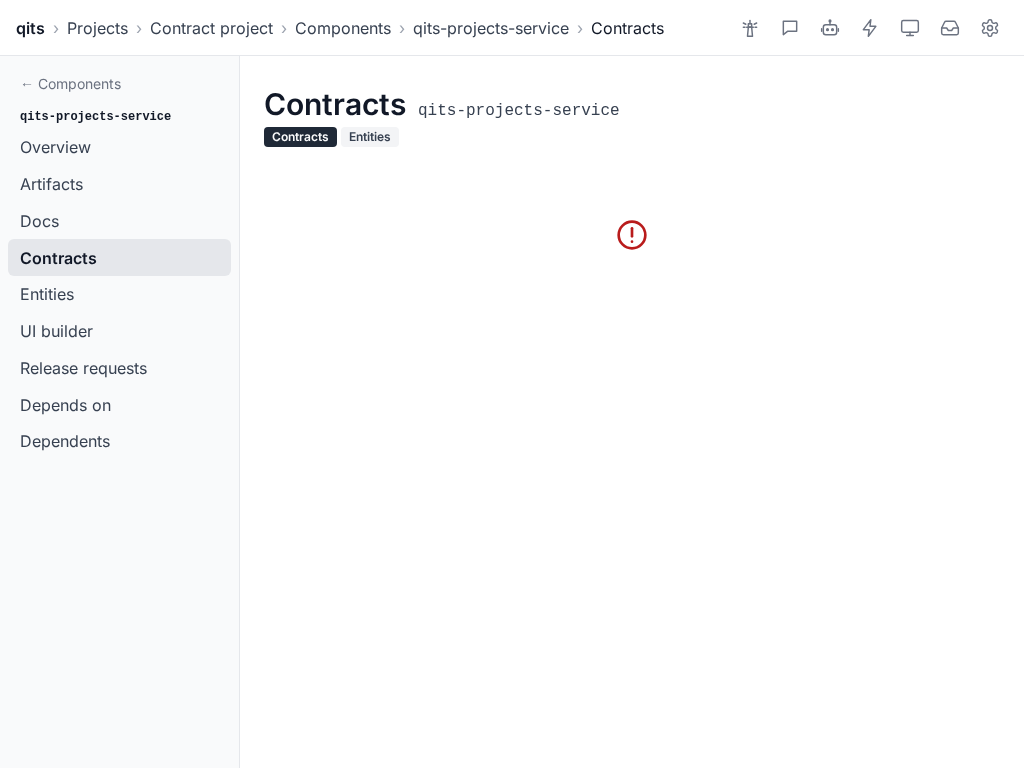 qits › Projects › Contract project › Components › qits-projects-service › Contracts
← Components
qits-projects-service
Overview
Artifacts
Docs
Contracts
Entities
UI builder
Release requests
Depends on
Dependents
Contracts qits-projects-service
Contracts Entities